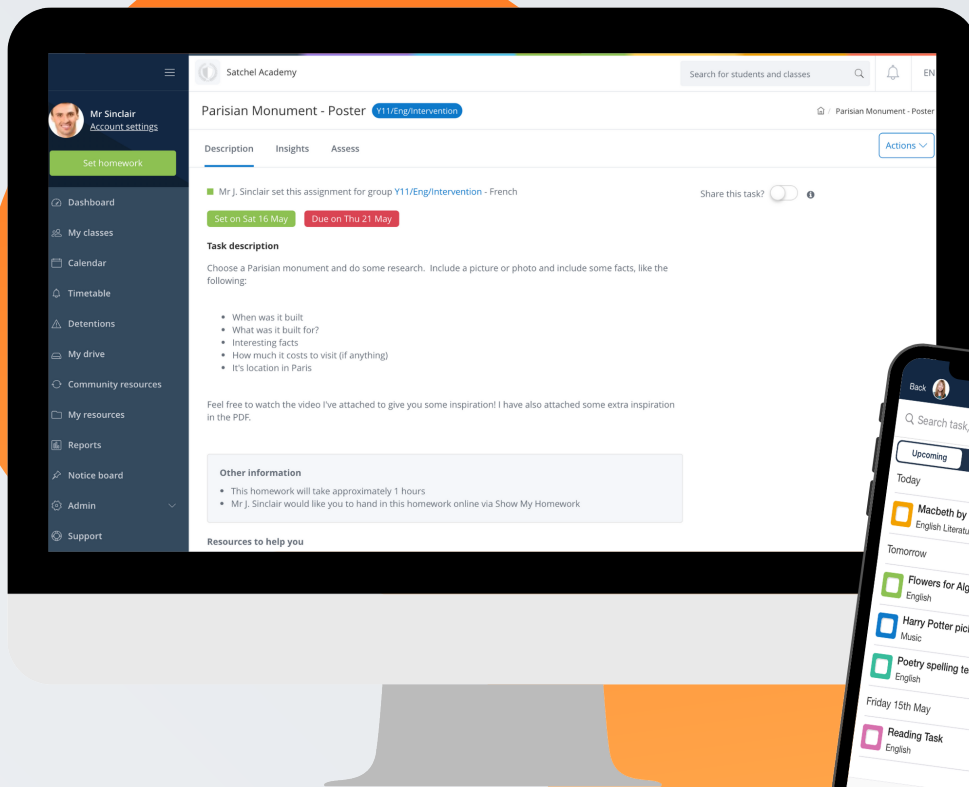 Satchel Academy
Search for students and classes
EN
Mr Sinclair
Account settings
Set homework
Dashboard
My classes
Calendar
Timetable
Detentions
My drive
Community resources
My resources
Reports
Notice board
Admin
Support
Parisian Monument - Poster Y11/Eng/Intervention
/ Parisian Monument - Poster
Description Insights Assess
Actions
Mr J. Sinclair set this assignment for group Y11/Eng/Intervention - French
Share this task?
Set on Sat 16 May Due on Thu 21 May
Task description
Choose a Parisian monument and do some research. Include a picture or photo and include some facts, like the
following:
• When was it built
• What was it built for?
• Interesting facts
• How much it costs to visit (if anything)
• It's location in Paris
Feel free to watch the video I've attached to give you some inspiration! I have also attached some extra inspiration
in the PDF.
Other information
• This homework will take approximately 1 hours
• Mr J. Sinclair would like you to hand in this homework online via Show My Homework
Resources to help you
Back
Search task,
Upcoming
Today
Macbeth by
English Literatu
Tomorrow
Flowers for Alg
English
Harry Potter pic
Music
Poetry spelling te
English
Friday 15th May
Reading Task
English